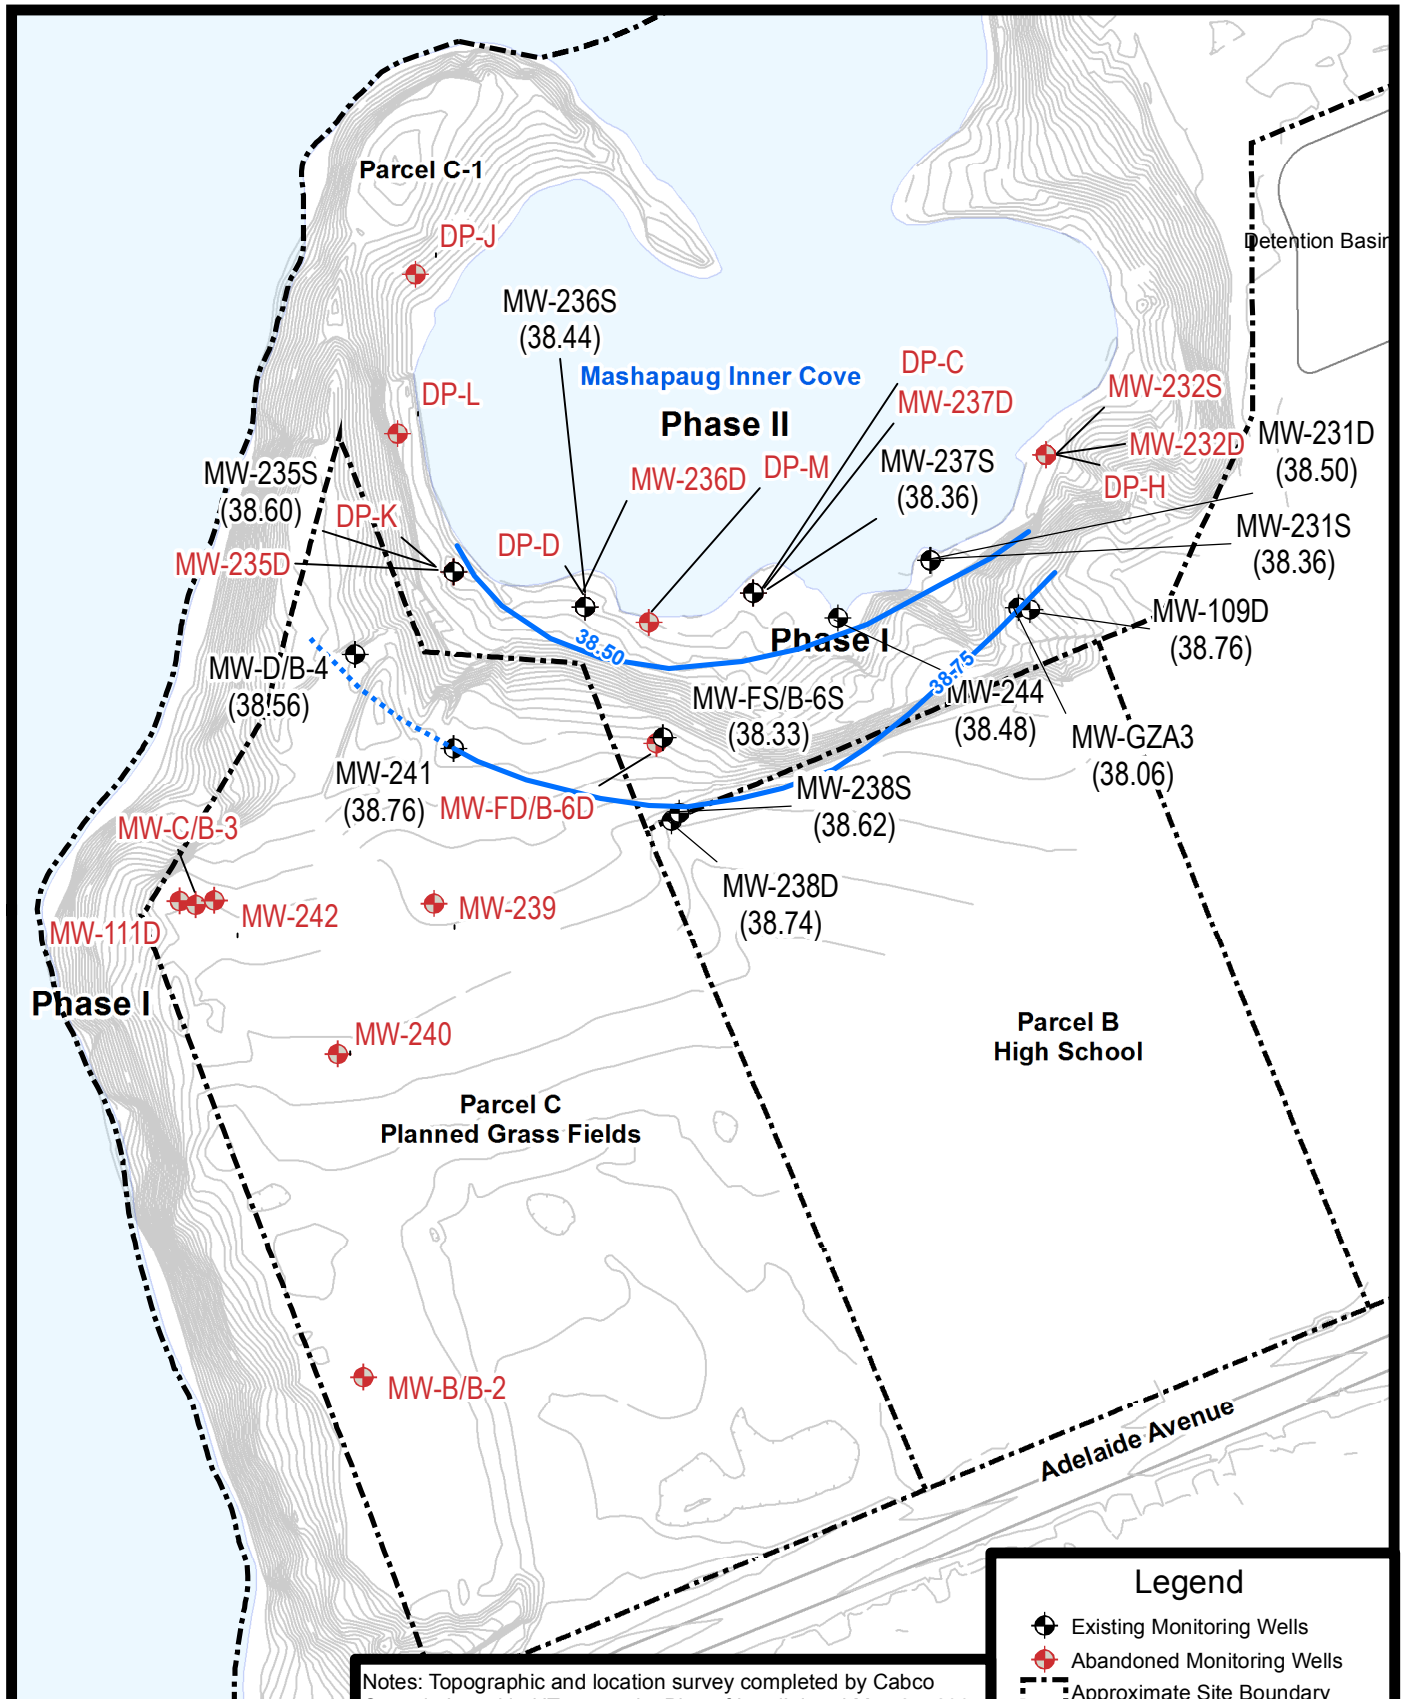 Parcel C-1
DP-J
Detention Basin
MW-236S
(38.44)
Mashapaug Inner Cove
DP-C
MW-237D
Phase II
DP-L
MW-232S
MW-232D
DP-H
MW-231D
(38.50)
MW-235S
(38.60)
DP-K
MW-236D
DP-M
MW-237S
(38.36)
MW-231S
(38.36)
MW-235D
DP-D
MW-109D
(38.76)
Phase I
38.50
38.75
MW-D/B-4
(38.56)
MW-FS/B-6S
(38.33)
MW-244
(38.48)
MW-GZA3
(38.06)
MW-241
(38.76)
MW-FD/B-6D
MW-238S
(38.62)
MW-C/B-3
MW-238D
(38.74)
MW-242
MW-239
MW-111D
Phase I
MW-240
Parcel B
High School
Parcel C
Planned Grass Fields
MW-B/B-2
Adelaide Avenue
Legend
Existing Monitoring Wells
Abandoned Monitoring Wells
Approximate Site Boundary
Notes: Topographic and location survey completed by Cabco